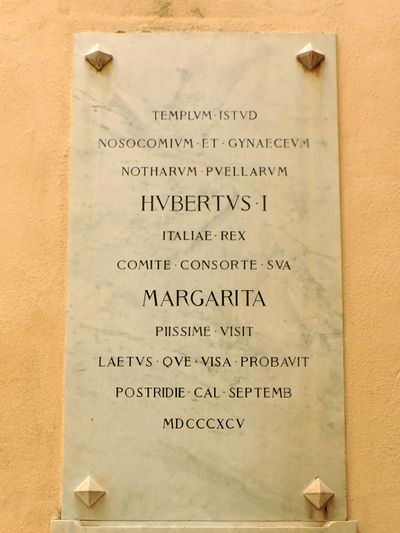 TEMPLVM · ISTVD
NOSOCOMIVM · ET · GYNAECEVM
NOTHARVM · PVELLARVM
HVBERTVS · I
ITALIAE · REX
COMITE · CONSORTE · SVA
MARGARITA
PIISSIME · VISIT
LAETVS · QVE · VISA · PROBAVIT
POSTRIDIE · CAL · SEPTEMB
MDCCCXCV